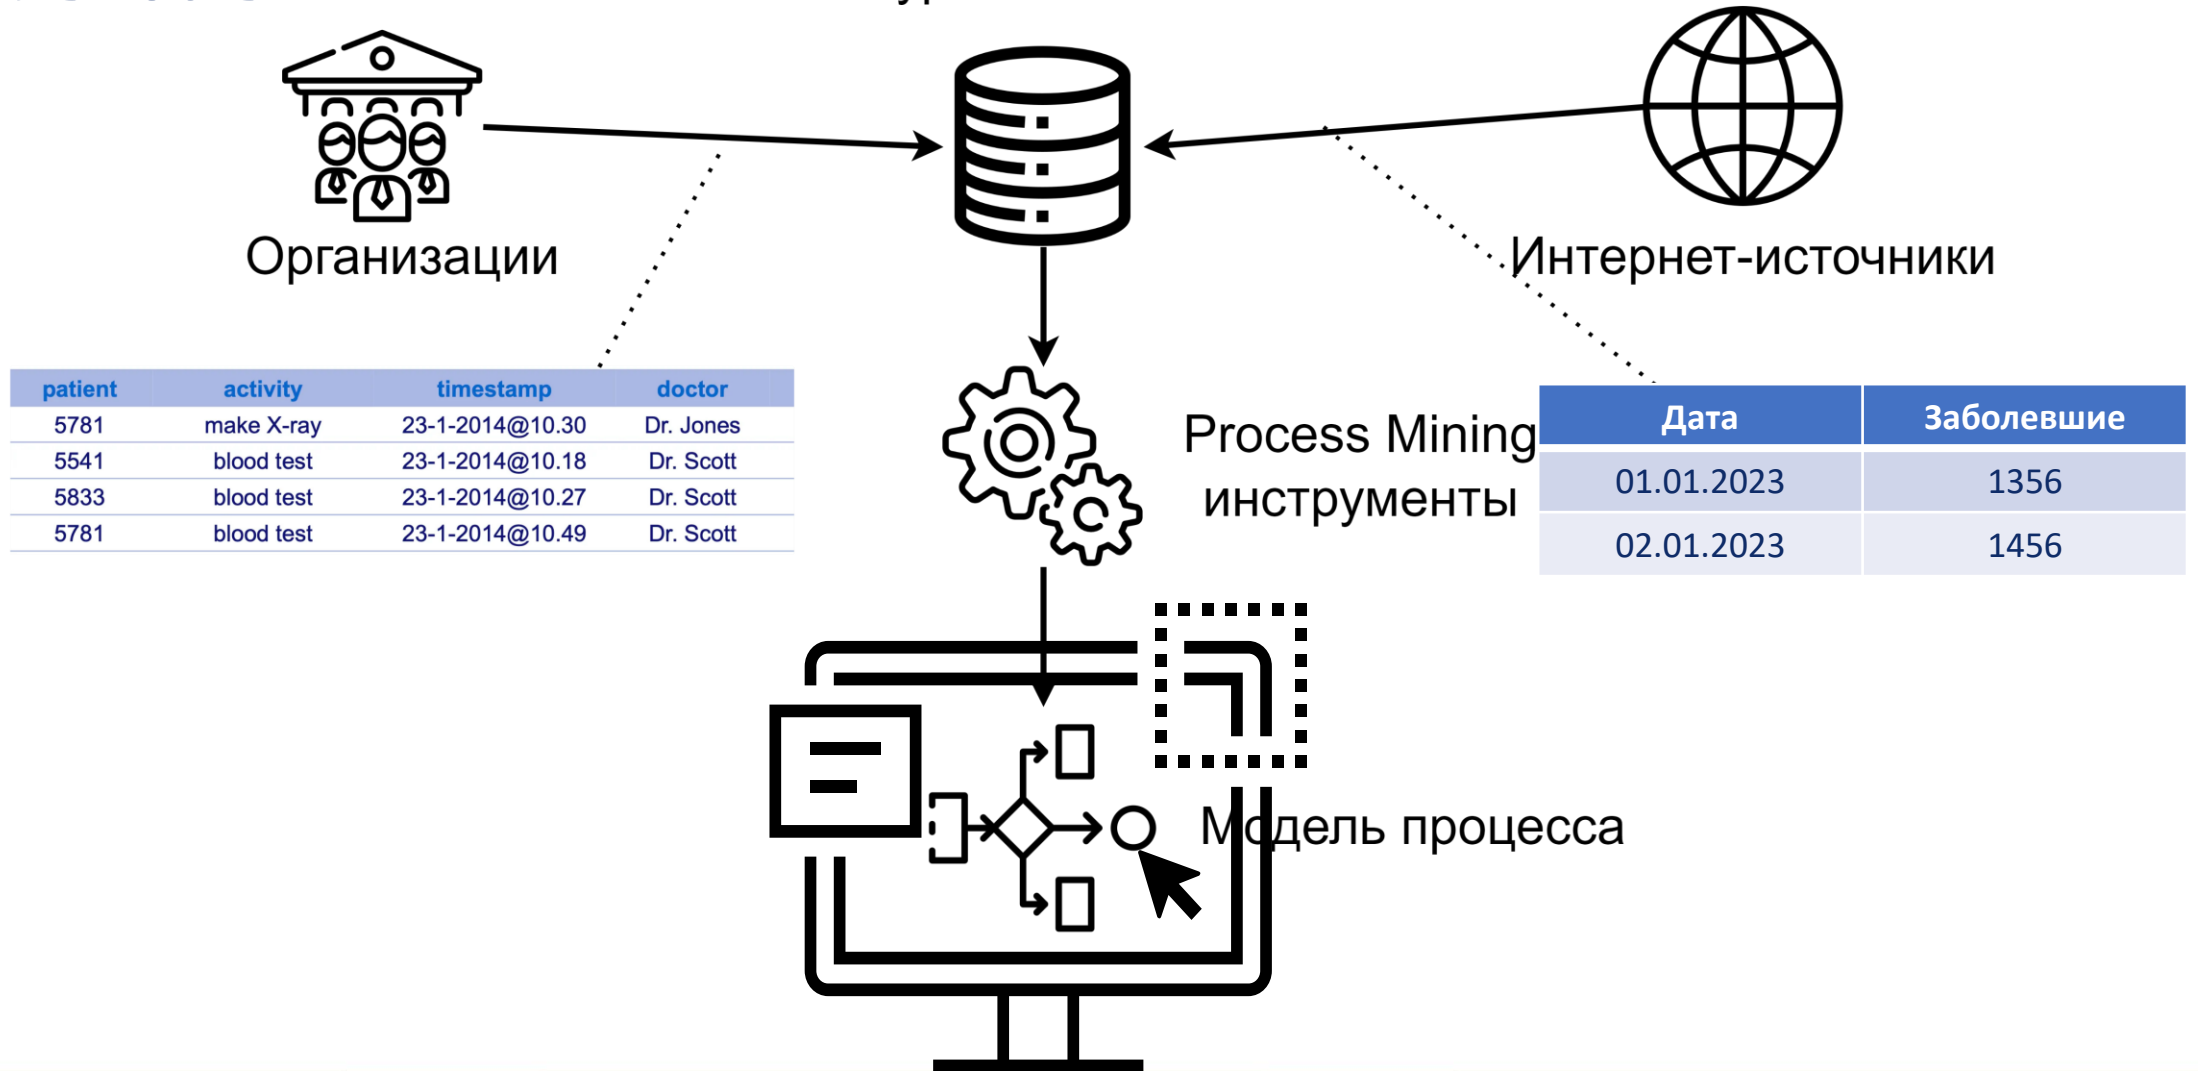 Организации
Интернет-источники
patient activity timestamp doctor
5781 make X-ray 23-1-2014@10.30 Dr. Jones
5541 blood test 23-1-2014@10.18 Dr. Scott
5833 blood test 23-1-2014@10.27 Dr. Scott
5781 blood test 23-1-2014@10.49 Dr. Scott
Process Mining
инструменты
Дата Заболевшие
01.01.2023 1356
02.01.2023 1456
Модель процесса